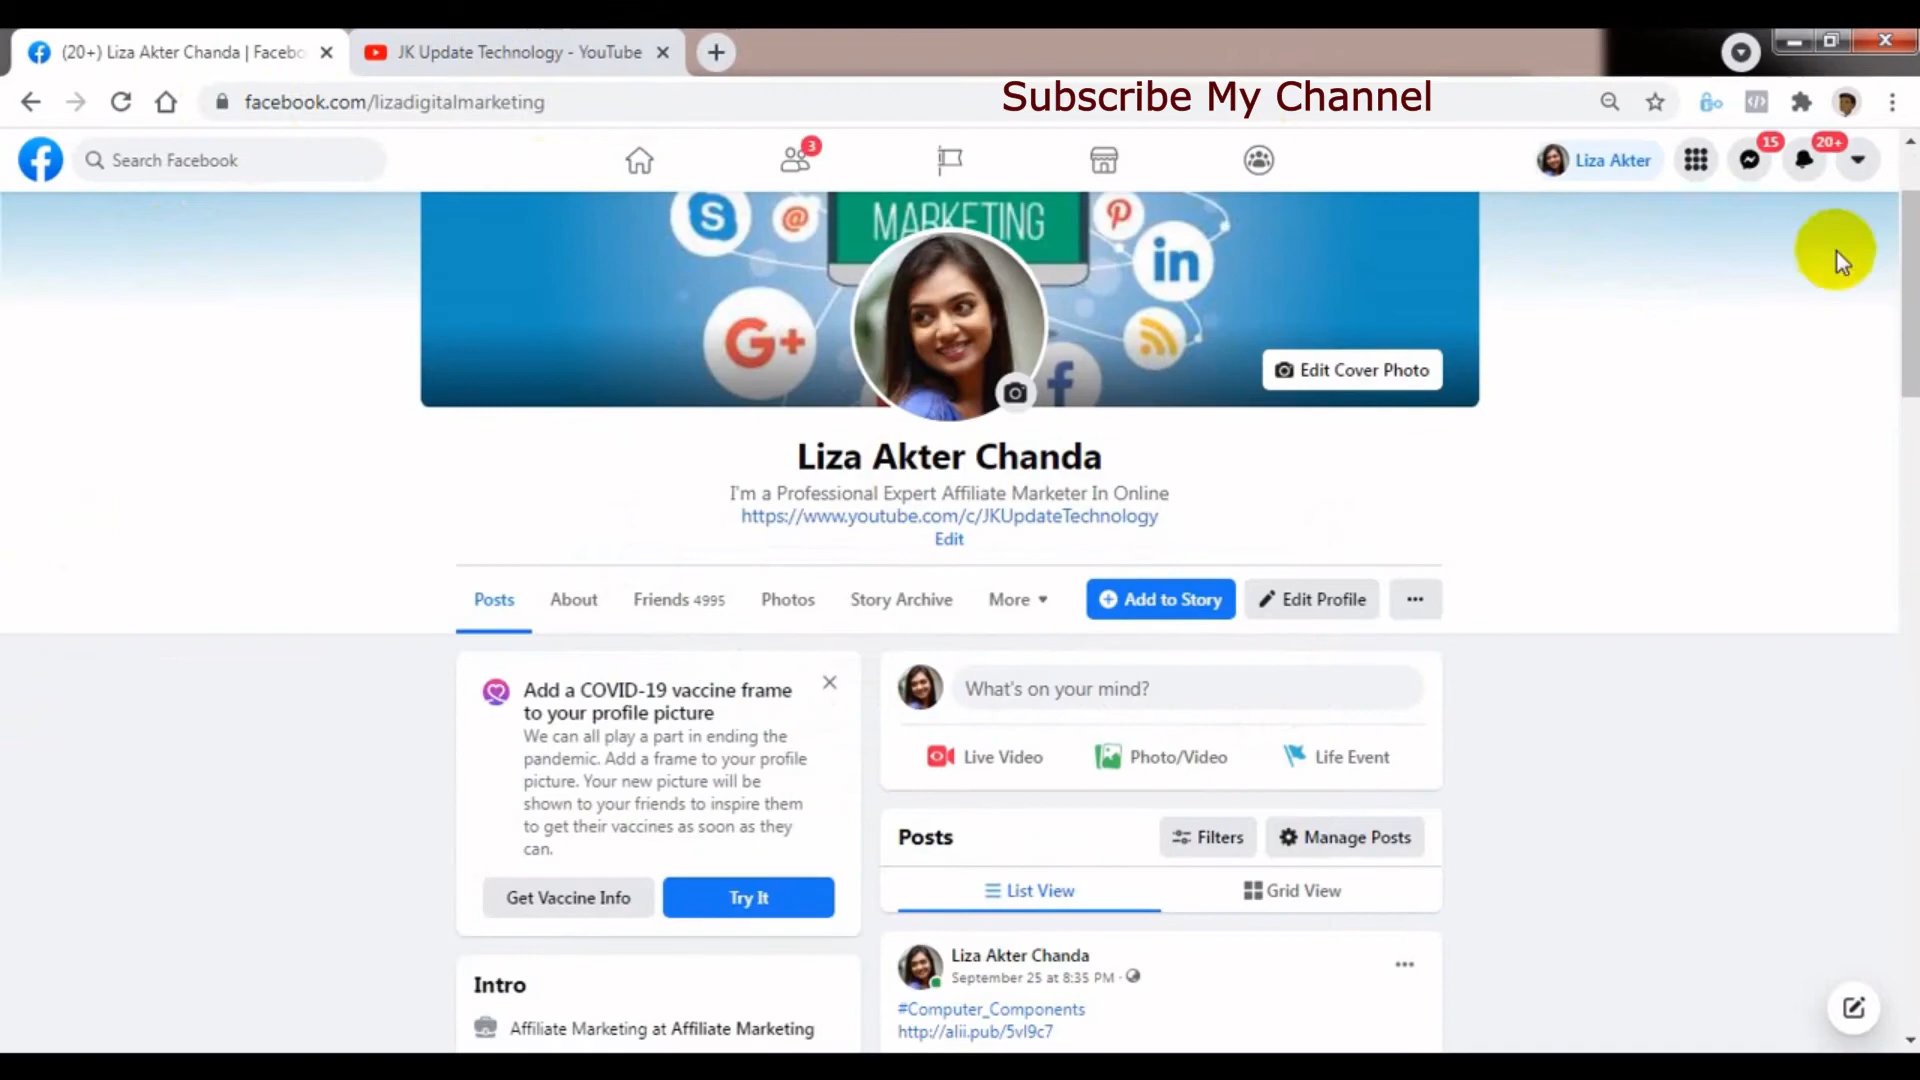 (20+) Liza Akter Chanda | Facebo
JK Update Technology - YouTube
facebook.com/lizadigitalmarketing
Subscribe My Channel
Search Facebook
3
Liza Akter
15
20+
MARKETING
G+
in
Edit Cover Photo
Liza Akter Chanda
I'm a Professional Expert Affiliate Marketer In Online
https://www.youtube.com/c/JKUpdateTechnology
Edit
Posts
About
Friends 4995
Photos
Story Archive
More
Add to Story
Edit Profile
Add a COVID-19 vaccine frame
to your profile picture
We can all play a part in ending the
pandemic. Add a frame to your profile
picture. Your new picture will be
shown to your friends to inspire them
to get their vaccines as soon as they
can.
Get Vaccine Info
Try It
Intro
Affiliate Marketing at Affiliate Marketing
What's on your mind?
Live Video
Photo/Video
Life Event
Posts
Filters
Manage Posts
List View
Grid View
Liza Akter Chanda
September 25 at 8:35 PM ·
#Computer_Components
http://alii.pub/5vl9c7